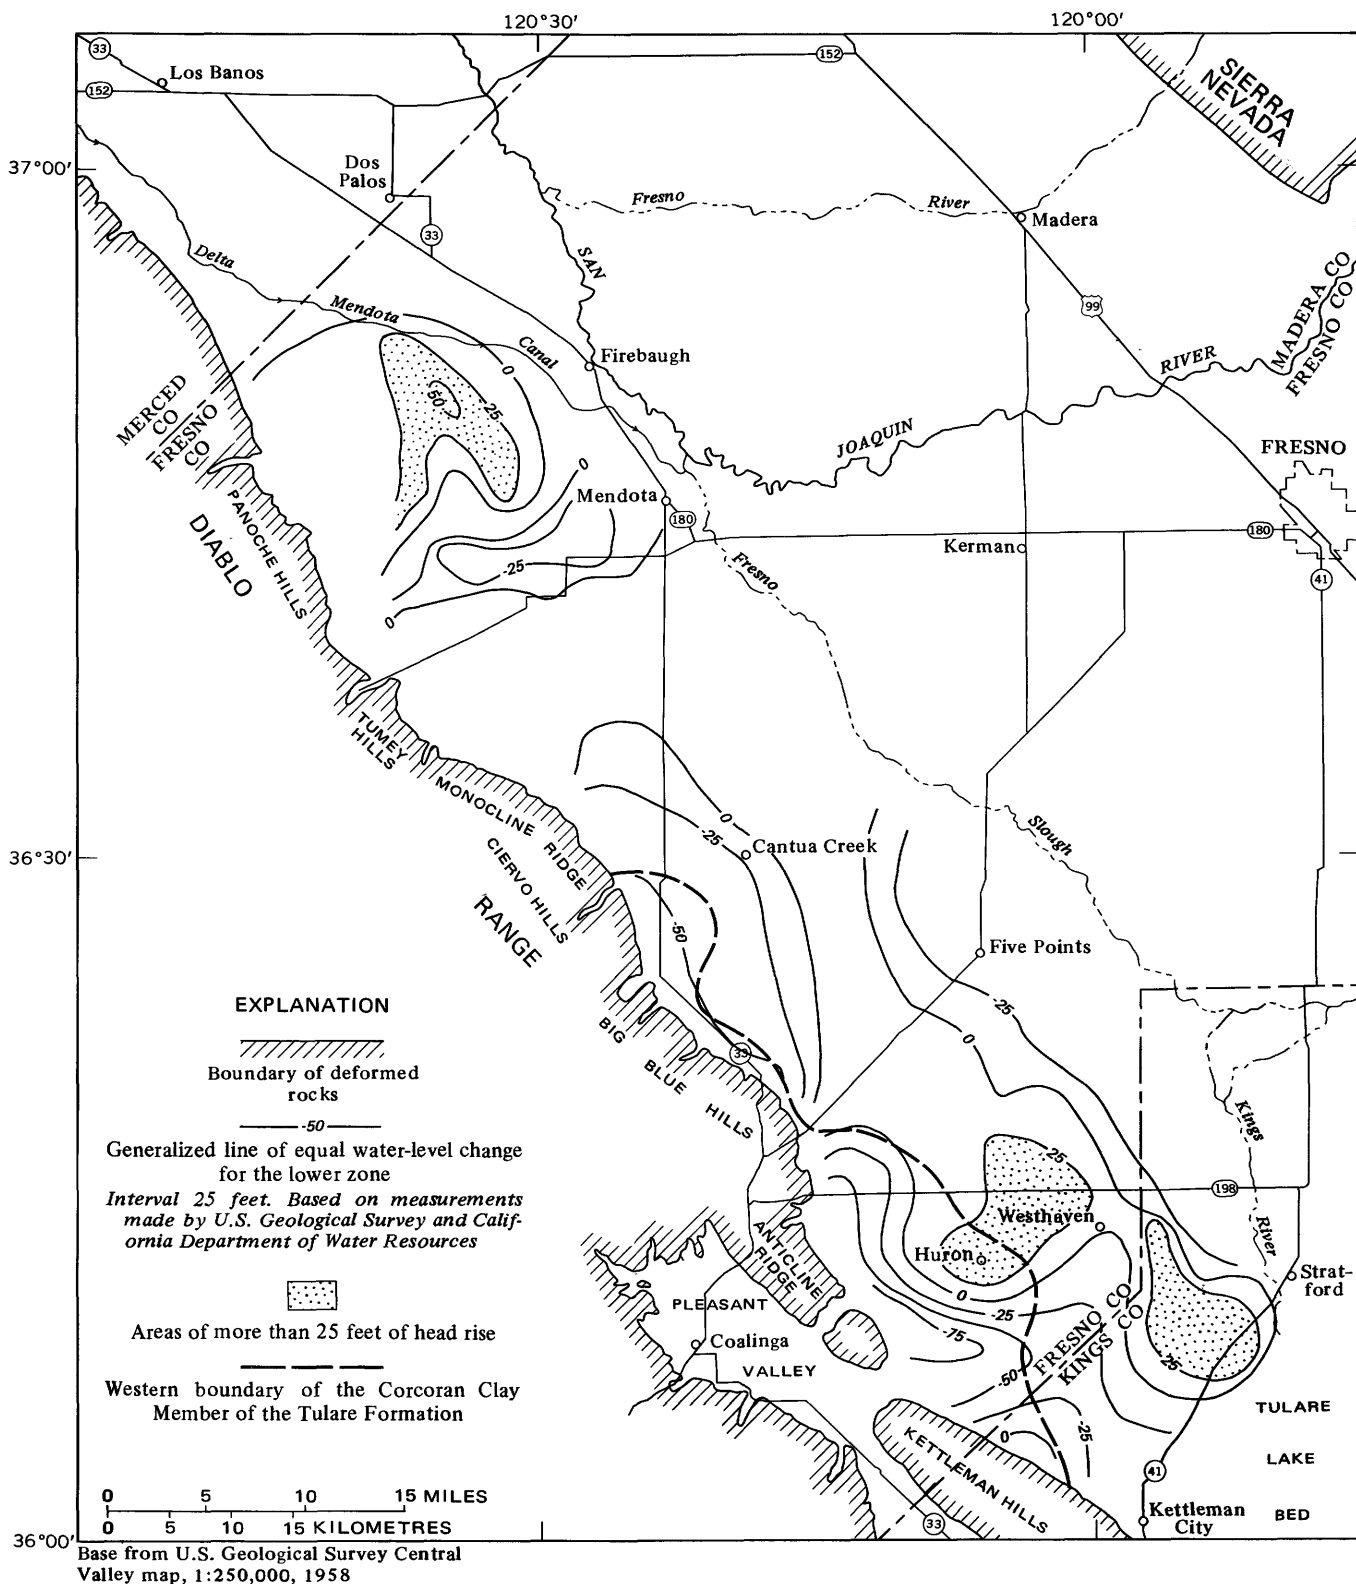 120°30'
120°00'
33
Los Banos
152
152
SIERRA
NEVADA
37°00'
Dos
Palos
Fresno
River
Madera
33
Delta
SAN
MADERA CO
FRESNO CO
Mendota
99
Canal
0
Firebaugh
RIVER
MERCED
CO
FRESNO
CO
-50
-25
JOAQUIN
FRESNO
0
Mendota
PANOCHE HILLS
DIABLO
180
180
Kerman
-25
Fresno
41
0
TUMEY
HILLS
MONOCLINE
RIDGE
0
-25
Slough
Cantua Creek
36°30'
CIERVO HILLS
RANGE
-50
Five Points
-25
EXPLANATION
BIG
BLUE
HILLS
33
0
Boundary of deformed
rocks
-50
Generalized line of equal water-level change
for the lower zone
Interval 25 feet. Based on measurements
made by U.S. Geological Survey and Calif-
ornia Department of Water Resources
Kings
River
25
198
Westhaven
ANTICLINE
RIDGE
Huron
Strat-
ford
0
-25
-75
PLEASANT
Coalinga
VALLEY
FRESNO CO
KINGS CO
-50
25
Areas of more than 25 feet of head rise
Western boundary of the Corcoran Clay
Member of the Tulare Formation
TULARE
LAKE
BED
-25
0
KETTLEMAN HILLS
41
33
Kettleman
City
0 5 10 15 MILES
0 5 10 15 KILOMETRES
36°00'
Base from U.S. Geological Survey Central
Valley map, 1:250,000, 1958